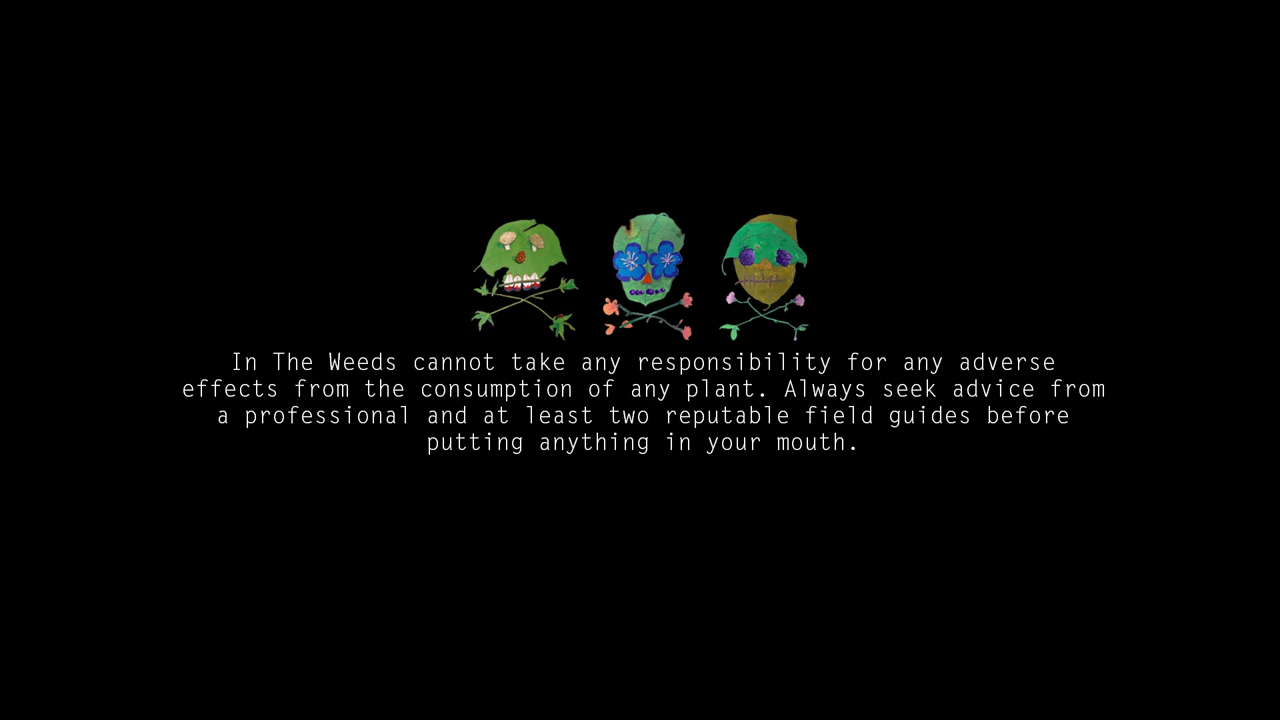 In The Weeds cannot take any responsibility for any adverse
effects from the consumption of any plant. Always seek advice from
a professional and at least two reputable field guides before
putting anything in your mouth.